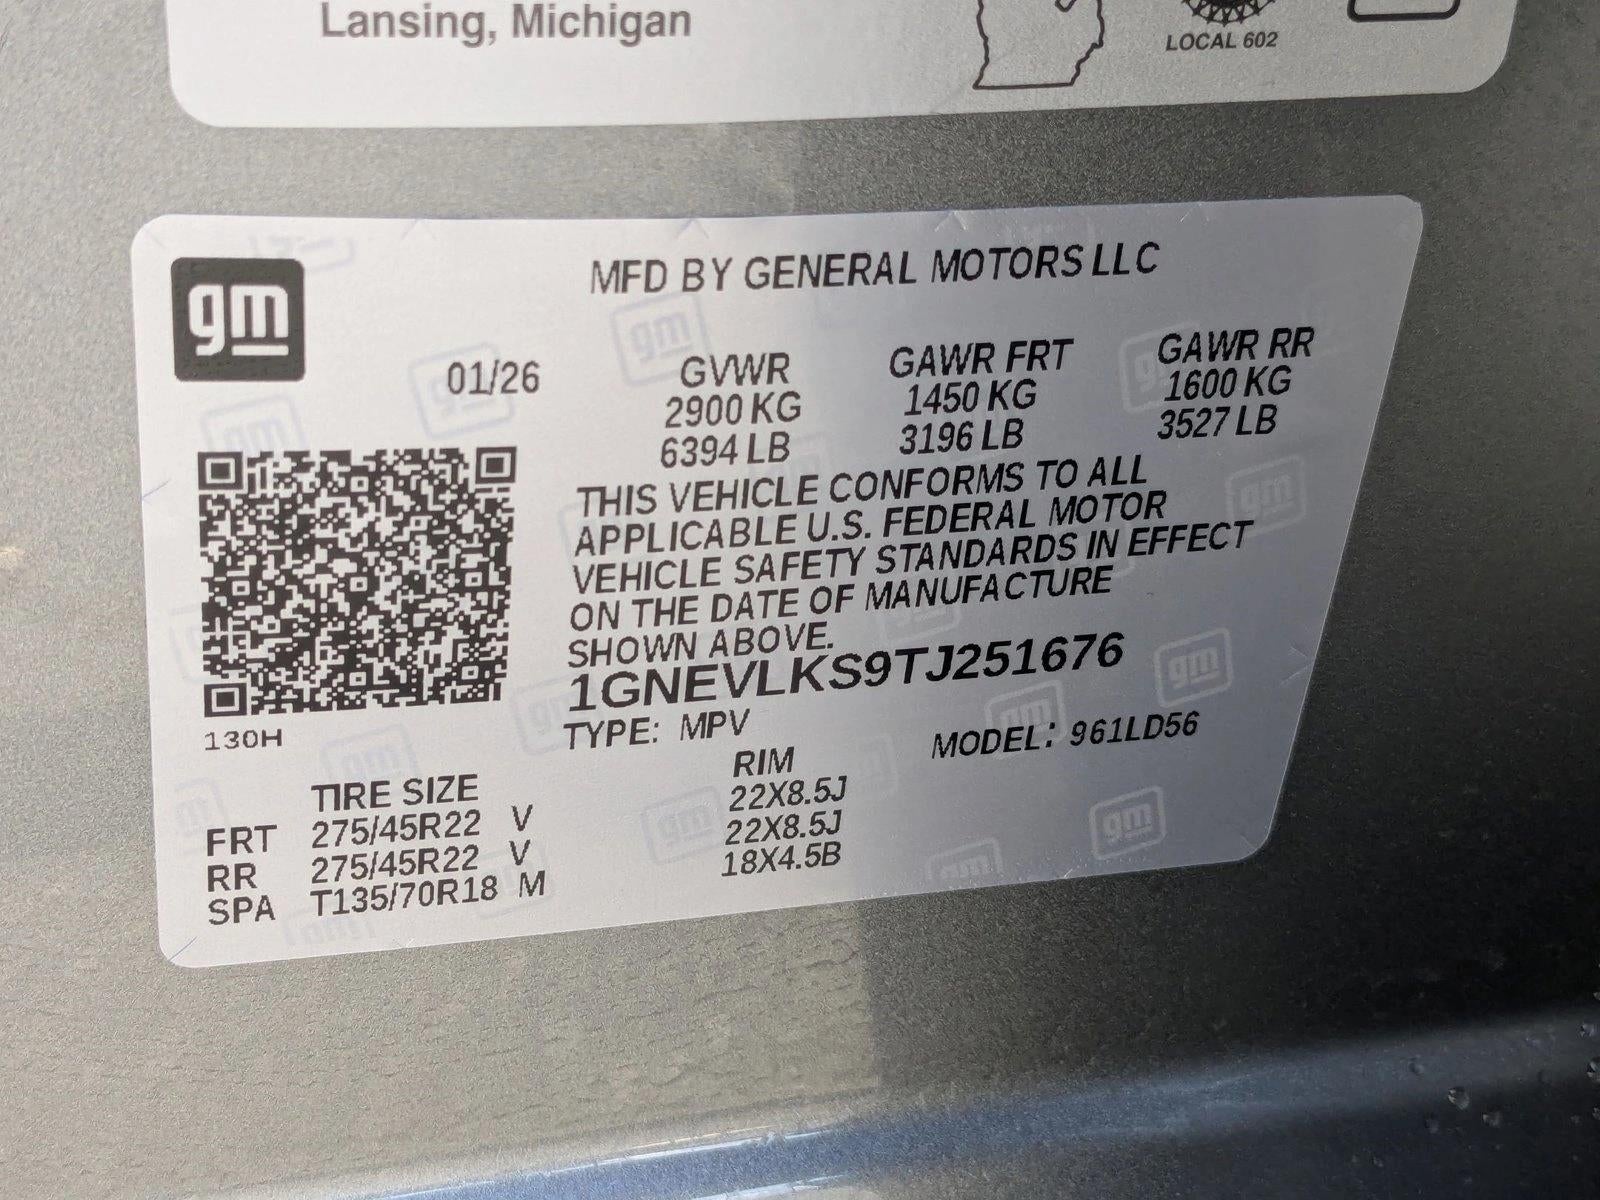 Lansing, Michigan
LOCAL 602
gm
MFD BY GENERAL MOTORS LLC
01/26
GVWR GAWR FRT GAWR RR
2900 KG 1450 KG 1600 KG
6394 LB 3196 LB 3527 LB
THIS VEHICLE CONFORMS TO ALL
APPLICABLE U.S. FEDERAL MOTOR
VEHICLE SAFETY STANDARDS IN EFFECT
ON THE DATE OF MANUFACTURE
SHOWN ABOVE.
1GNEVLKS9TJ251676
130H
TYPE: MPV MODEL: 961LD56
TIRE SIZE RIM
FRT 275/45R22 V 22X8.5J
RR 275/45R22 V 22X8.5J
SPA T135/70R18 M 18X4.5B